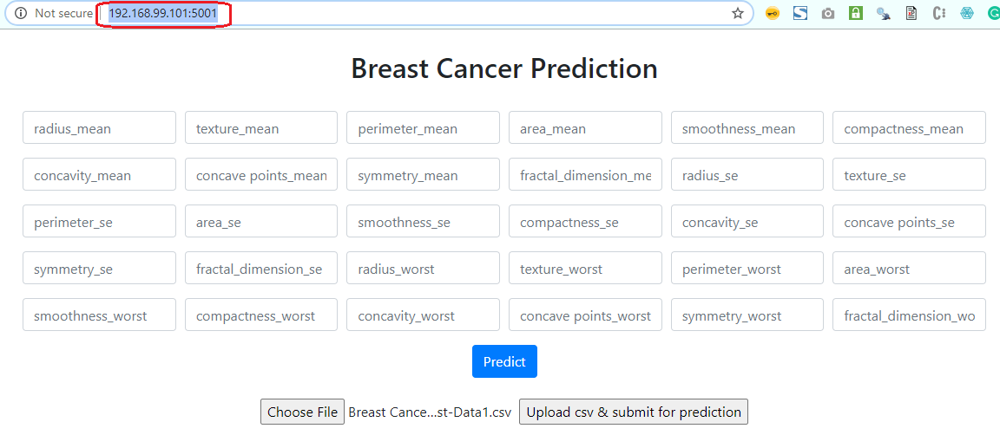 Not secure 192.168.99.101:5001
Breast Cancer Prediction
radius_mean texture_mean perimeter_mean area_mean smoothness_mean compactness_mean
concavity_mean concave points_mean symmetry_mean fractal_dimension_me radius_se texture_se
perimeter_se area_se smoothness_se compactness_se concavity_se concave points_se
symmetry_se fractal_dimension_se radius_worst texture_worst perimeter_worst area_worst
smoothness_worst compactness_worst concavity_worst concave points_worst symmetry_worst fractal_dimension_wo
Predict
Choose File Breast Cance...st-Data1.csv Upload csv & submit for prediction